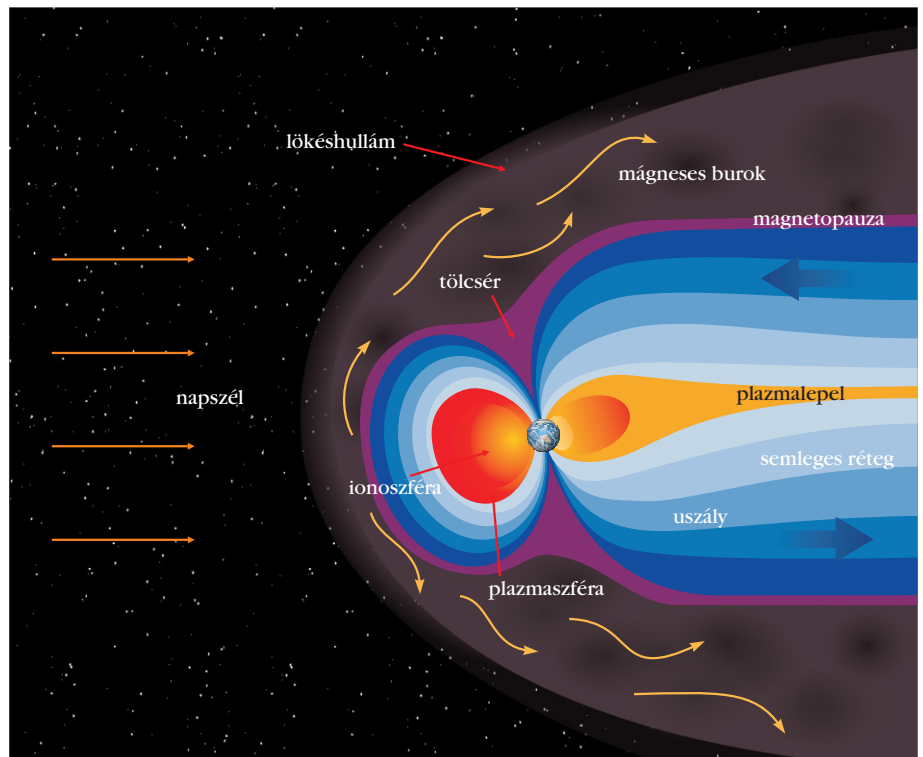 lökéshullám
mágneses burok
magnetopauza
tölcsér
napszél
plazmalepel
semleges réteg
ionoszféra
uszály
plazmaszféra